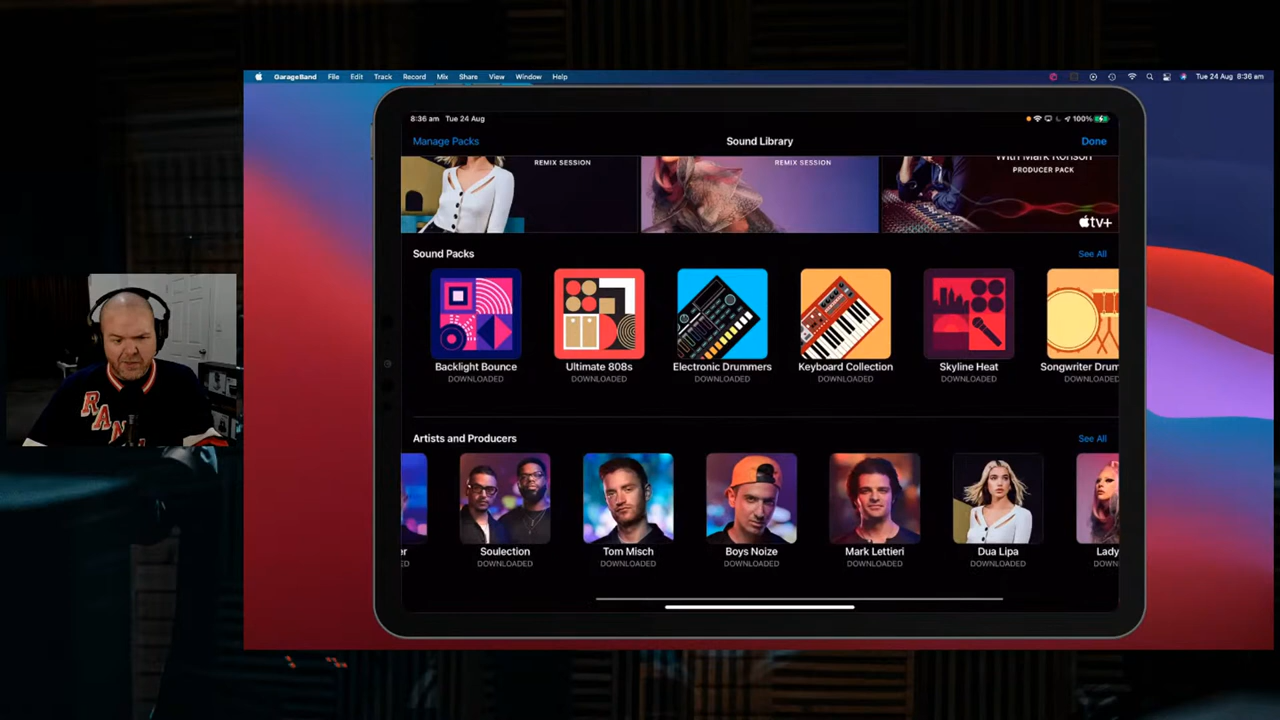 GarageBand File Edit Track Record Mix Share View Window Help
Tue 24 Aug 8:36 am
8:36 am Tue 24 Aug
100%
Manage Packs
Sound Library
Done
REMIX SESSION
REMIX SESSION
With Mark Ronson
PRODUCER PACK
tv+
Sound Packs
See All
Backlight Bounce
DOWNLOADED
Ultimate 808s
DOWNLOADED
Electronic Drummers
DOWNLOADED
Keyboard Collection
DOWNLOADED
Skyline Heat
DOWNLOADED
Songwriter Drum
DOWNLOADED
Artists and Producers
See All
er
Soulection
DOWNLOADED
Tom Misch
DOWNLOADED
Boys Noize
DOWNLOADED
Mark Lettieri
DOWNLOADED
Dua Lipa
DOWNLOADED
Lady
DOWN
RAN